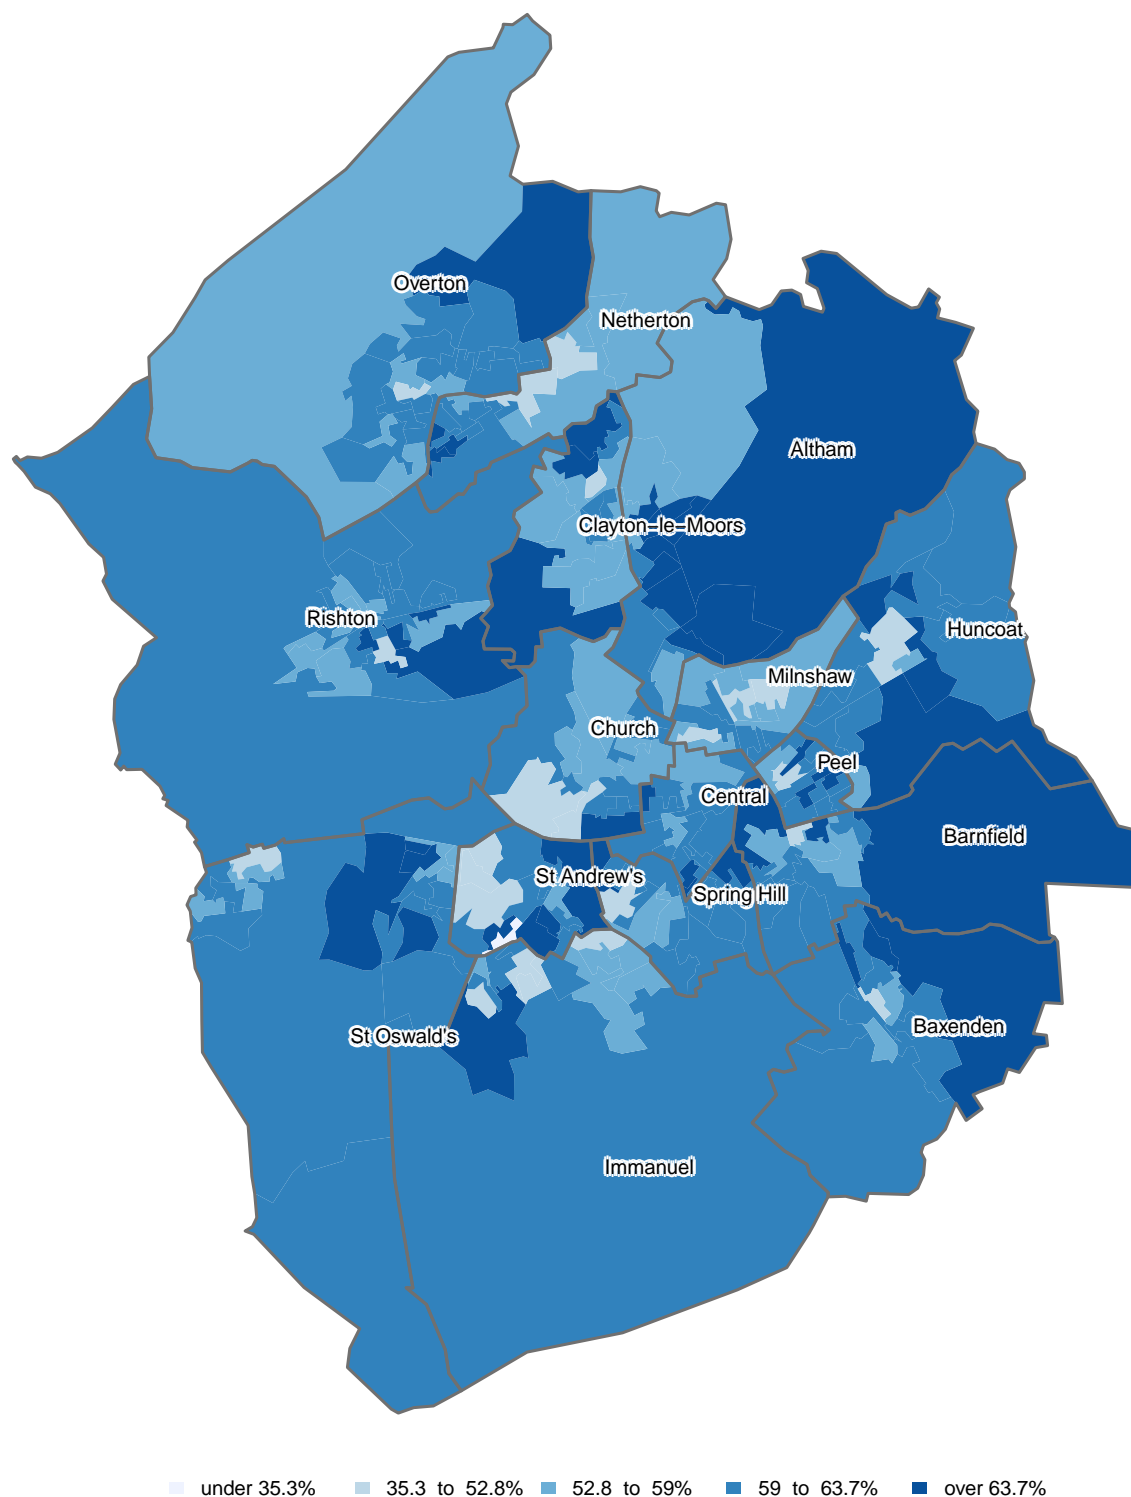 Overton
Netherton
Altham
Clayton–le–Moors
Rishton
Huncoat
Milnshaw
Church
Peel
Central
Barnfield
St Andrew's
Spring Hill
Baxenden
St Oswald's
Immanuel
under 35.3% 35.3 to 52.8% 52.8 to 59% 59 to 63.7% over 63.7%